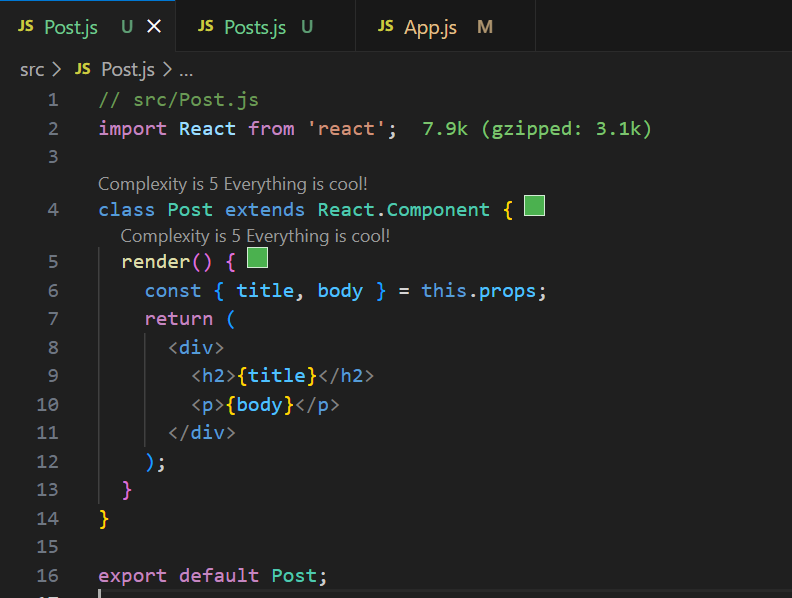 JS Post.js U × JS Posts.js U JS App.js M
src > JS Post.js > ...
1 // src/Post.js
2 import React from 'react'; 7.9k (gzipped: 3.1k)
3
Complexity is 5 Everything is cool!
4 class Post extends React.Component {
Complexity is 5 Everything is cool!
5 render() {
6 const { title, body } = this.props;
7 return (
8 <div>
9 <h2>{title}</h2>
10 <p>{body}</p>
11 </div>
12 );
13 }
14 }
15
16 export default Post;